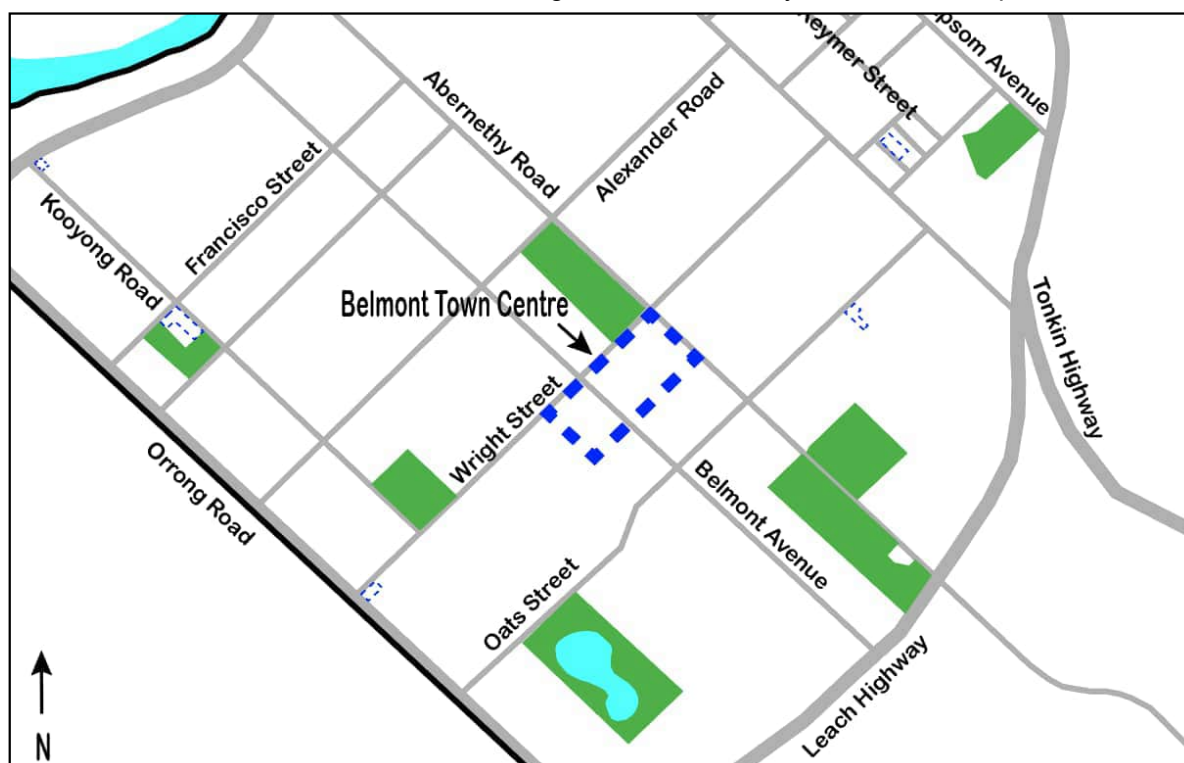 Keymer Street
psom Avenue
Abernethy Road
Alexander Road
Francisco Street
Kooyong Road
Belmont Town Centre
Tonkin Highway
Wright Street
Orrong Road
Belmont Avenue
Oats Street
Leach Highway
N